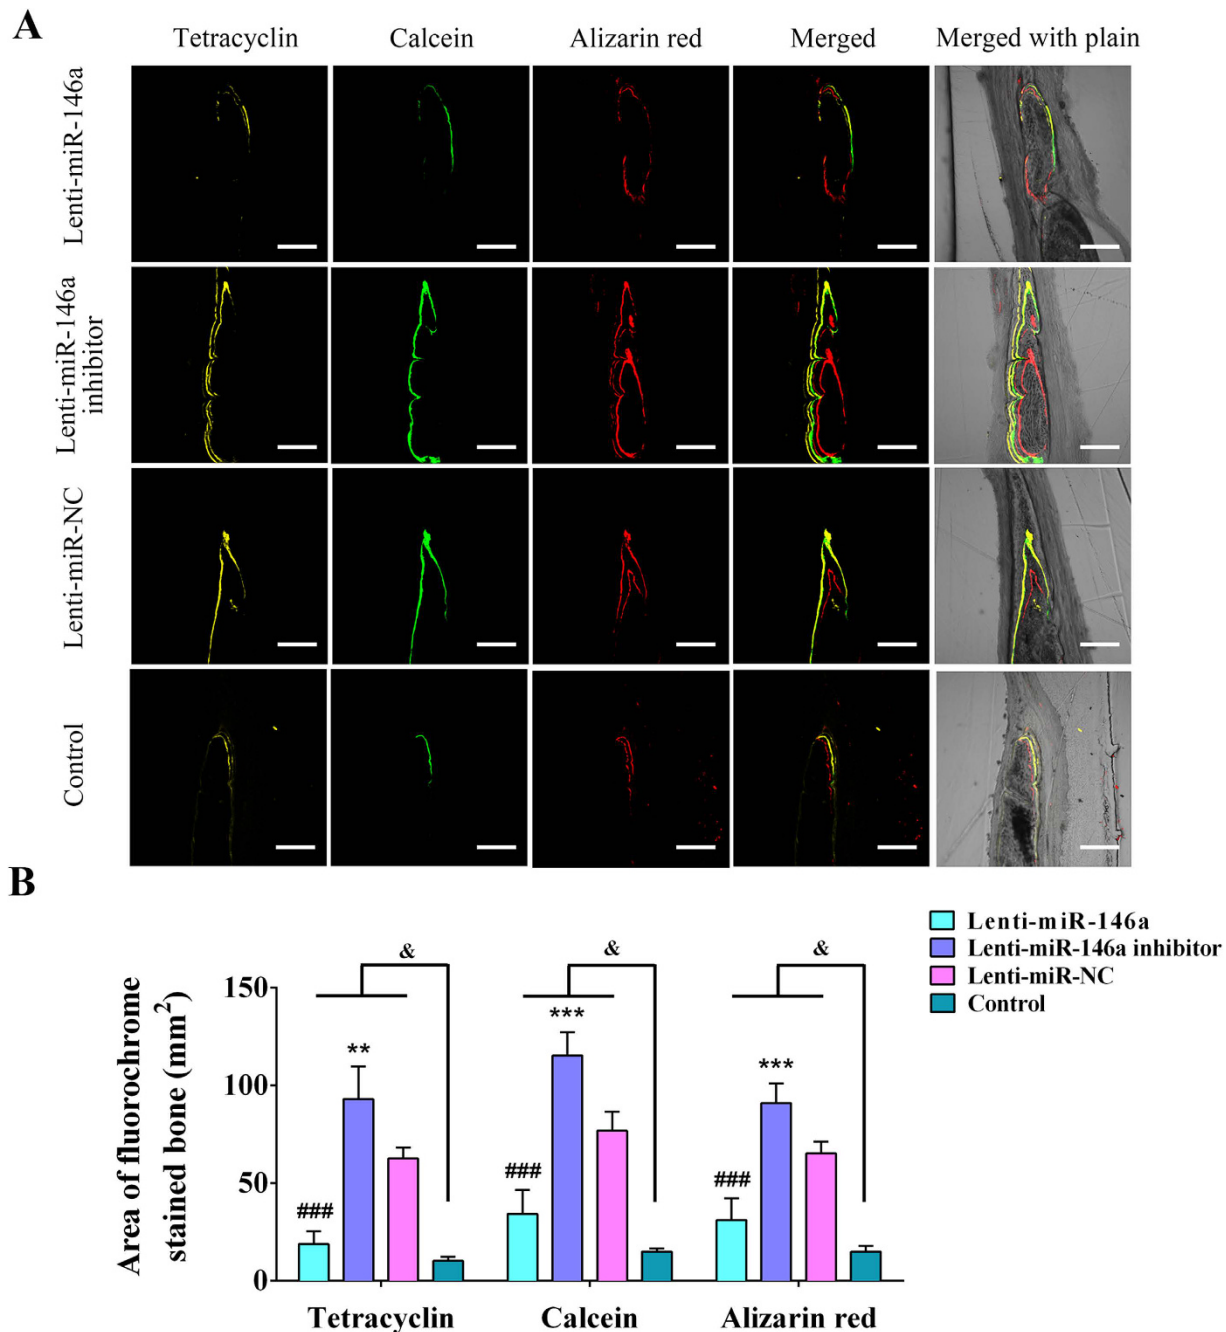 A
Tetracyclin Calcein Alizarin red Merged Merged with plain
Lenti-miR-146a
Lenti-miR-146a
inhibitor
Lenti-miR-NC
Control
B
Lenti-miR-146a
Lenti-miR-146a inhibitor
Lenti-miR-NC
Control
Area of fluorochrome
stained bone (mm²)
150
100
50
0
& & &
** *** ***
### ### ###
Tetracyclin Calcein Alizarin red